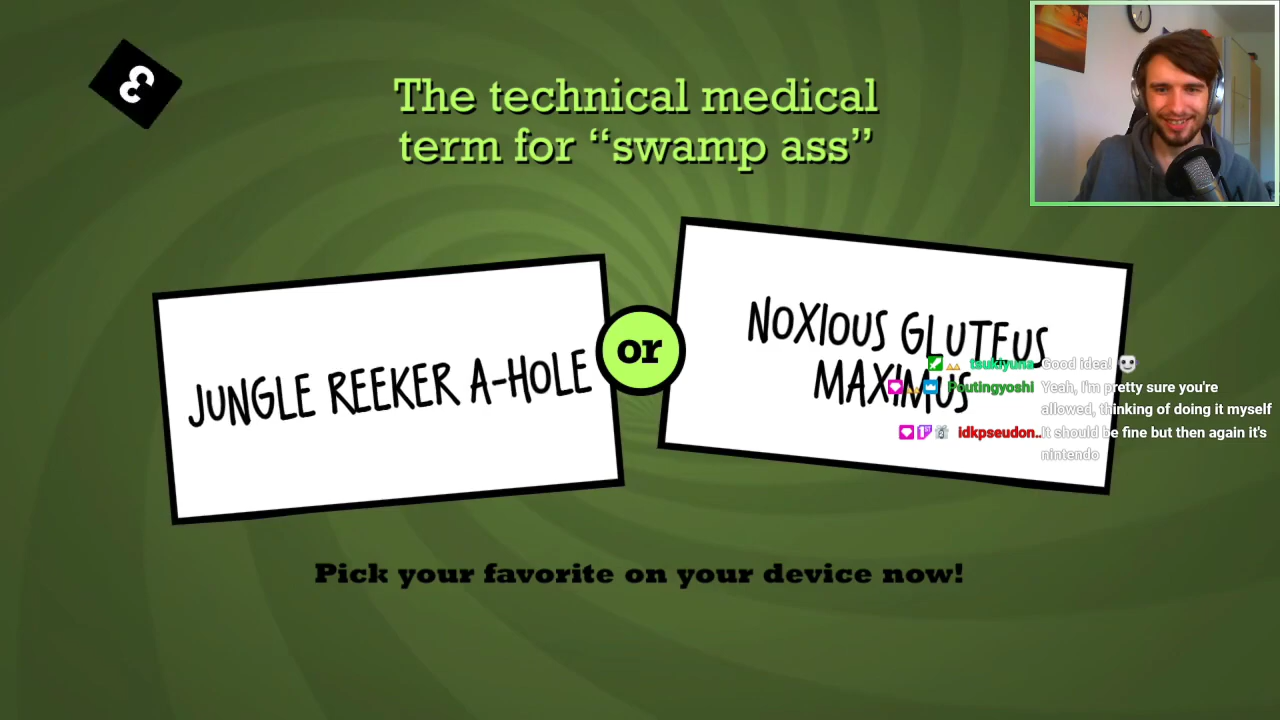 3
The technical medical
term for “swamp ass”
JUNGLE REEKER A-HOLE
or
NOXIOUS GLUTEUS
MAXIMUS
tsukiyuna Good idea!
Poutingyoshi Yeah, I'm pretty sure you're
allowed, thinking of doing it myself
idkpseudon.. It should be fine but then again it's
nintendo
Pick your favorite on your device now!